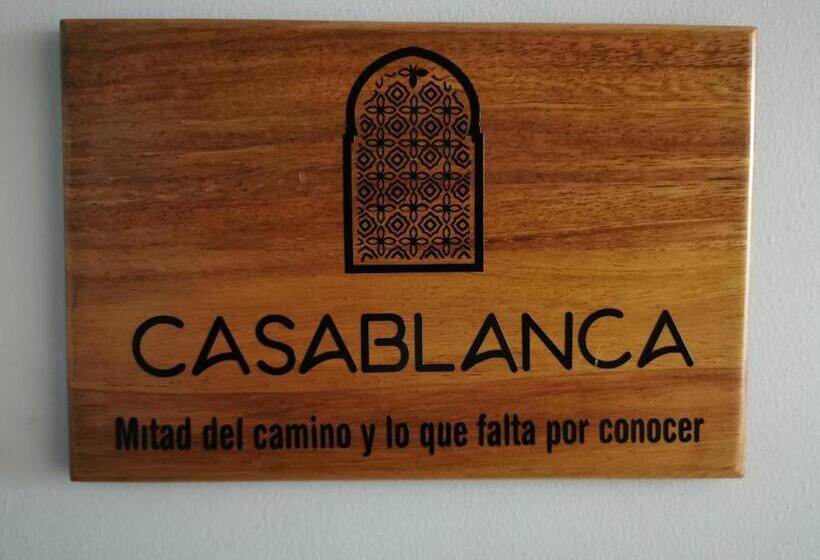 CASABLANCA
Mitad del camino y lo que falta por conocer